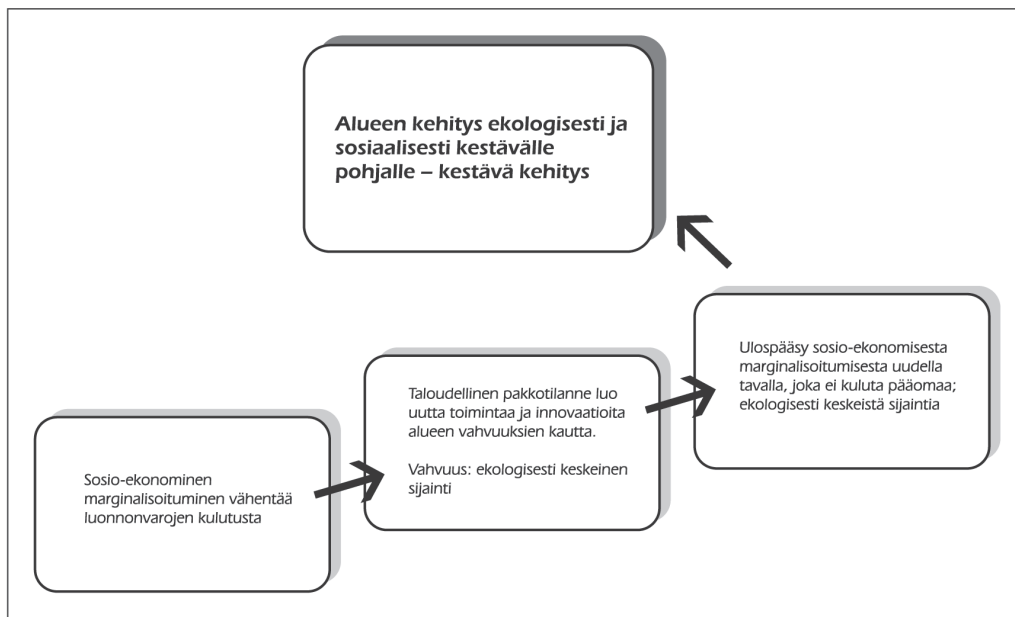 Alueen kehitys ekologisesti ja
sosiaalisesti kestävälle
pohjalle – kestävä kehitys
Ulospääsy sosio-ekonomisesta
marginalisoitumisesta uudella
tavalla, joka ei kuluta pääomaa;
ekologisesti keskeistä sijaintia
Taloudellinen pakkotilanne luo
uutta toimintaa ja innovaatioita
alueen vahvuuksien kautta.
Vahvuus: ekologisesti keskeinen
sijainti
Sosio-ekonominen
marginalisoituminen vähentää
luonnonvarojen kulutusta